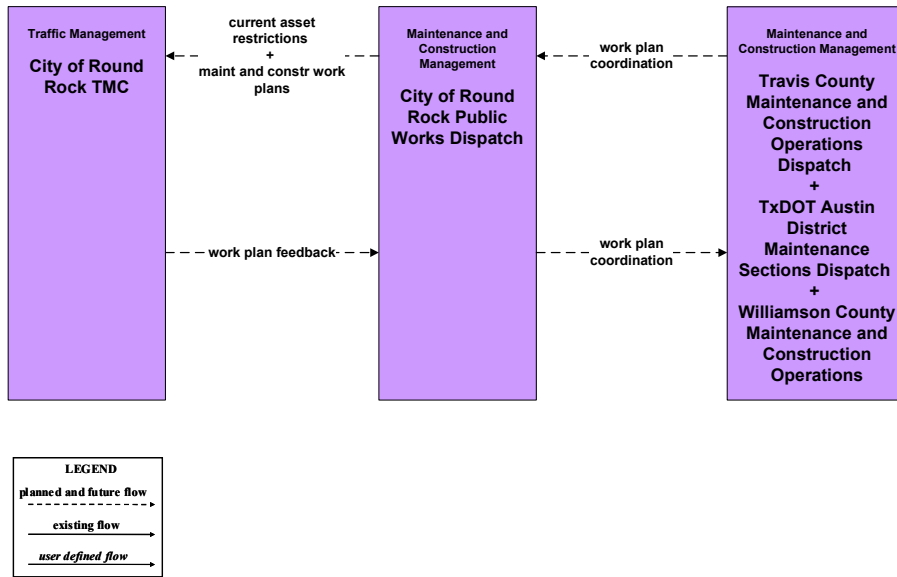 Traffic Management
City of Round
Rock TMC
current asset
restrictions
+
maint and constr work
plans
work plan feedback
Maintenance and
Construction
Management
City of Round
Rock Public
Works Dispatch
work plan
coordination
work plan
coordination
Maintenance and
Construction Management
Travis County
Maintenance and
Construction
Operations
Dispatch
+
TxDOT Austin
District
Maintenance
Sections Dispatch
+
Williamson County
Maintenance and
Construction
Operations
LEGEND
planned and future flow
existing flow
user defined flow